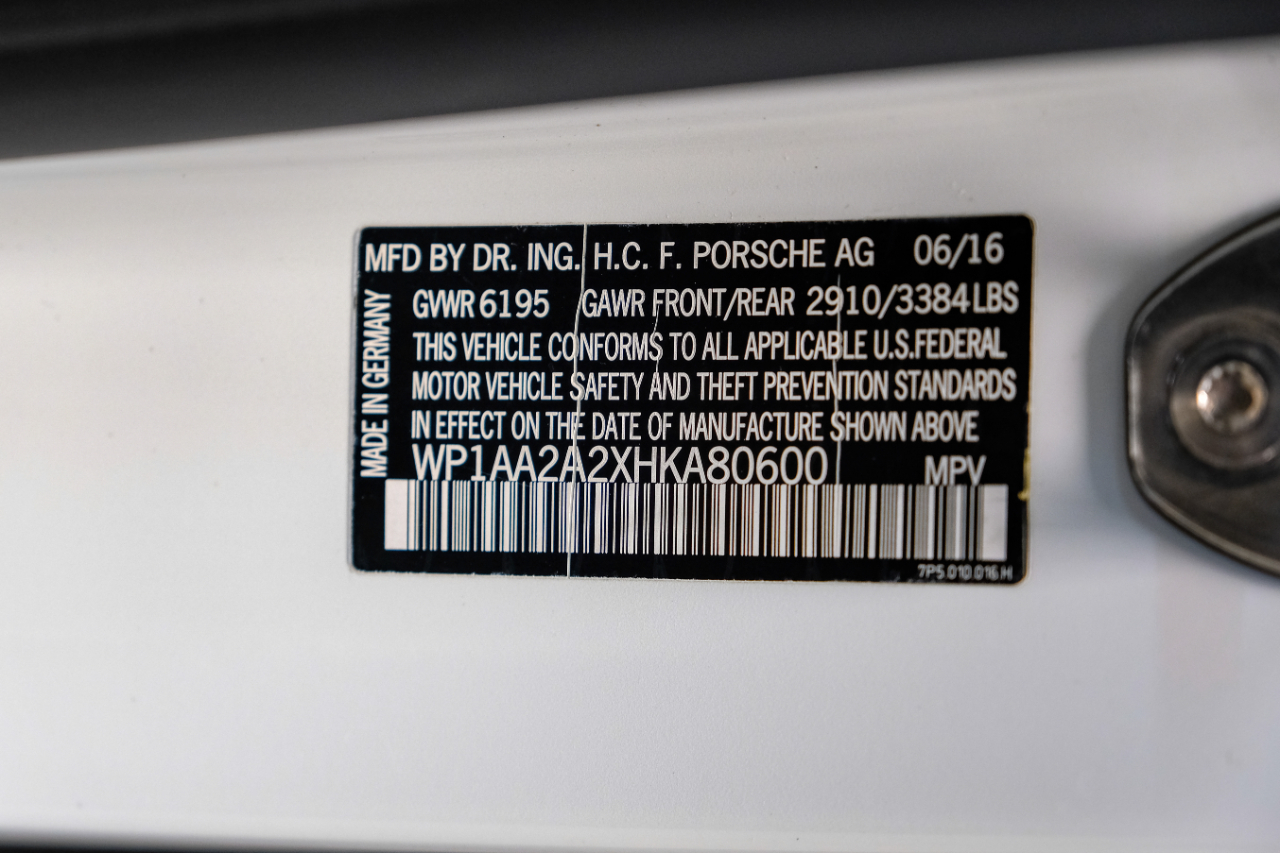 MFD BY DR. ING. H.C. F. PORSCHE AG 06/16
GVWR 6195 GAWR FRONT/REAR 2910/3384 LBS
THIS VEHICLE CONFORMS TO ALL APPLICABLE U.S.FEDERAL
MOTOR VEHICLE SAFETY AND THEFT PREVENTION STANDARDS
IN EFFECT ON THE DATE OF MANUFACTURE SHOWN ABOVE
WP1AA2A2XHKA80600 MPV
MADE IN GERMANY
7P5.010.016.H